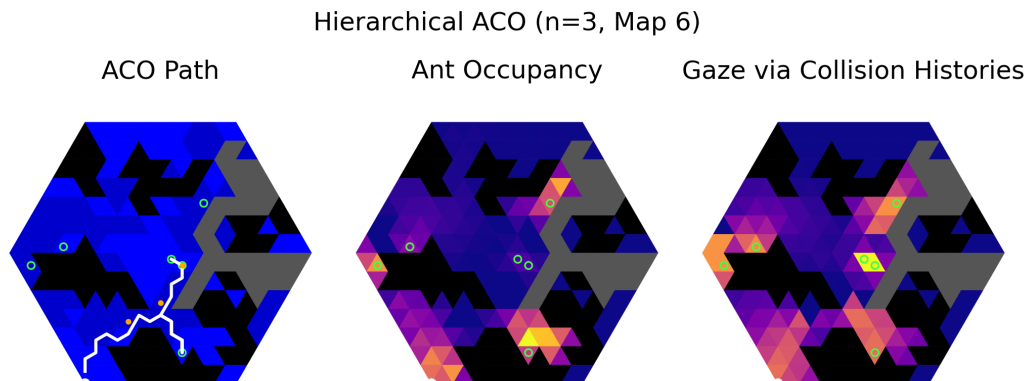 Hierarchical ACO (n=3, Map 6)
ACO Path
Ant Occupancy
Gaze via Collision Histories